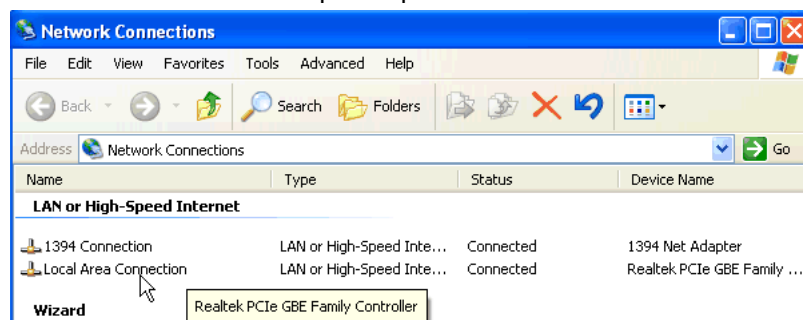 Network Connections
File Edit View Favorites Tools Advanced Help
Back Search Folders
Address Network Connections Go
Name Type Status Device Name
LAN or High-Speed Internet
1394 Connection LAN or High-Speed Inte... Connected 1394 Net Adapter
Local Area Connection LAN or High-Speed Inte... Connected Realtek PCIe GBE Family ...
Realtek PCIe GBE Family Controller
Wizard